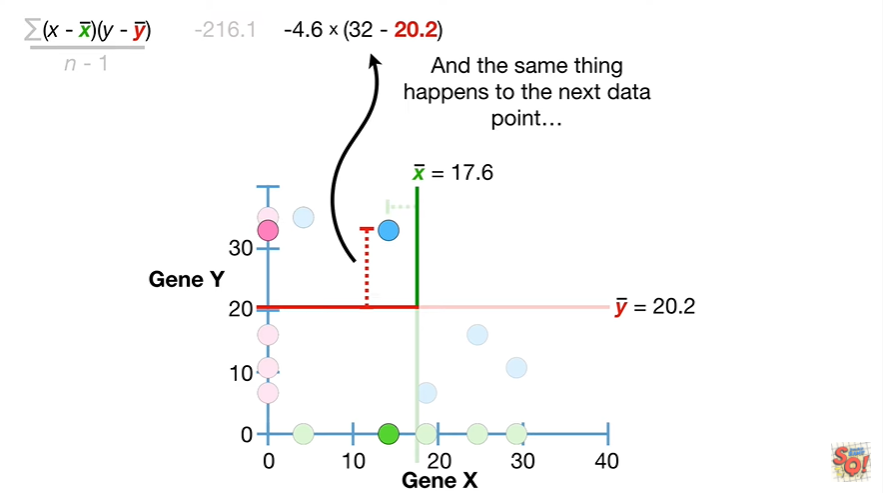 ∑(x - x̄)(y - ȳ) -216.1 -4.6 × (32 - 20.2)
n - 1
And the same thing
happens to the next data
point…
x̄ = 17.6
30
Gene Y
20
ȳ = 20.2
10
0
0 10 20 30 40
Gene X
SQ!